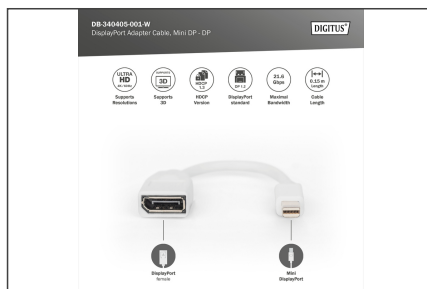 DB-340405-001-W
DisplayPort Adapter Cable, Mini DP - DP
DIGITUS®
ULTRA
HD
SUPPORTS
3D
HDCP
1.3
DP 1.2
21.6
Gbps
0.15 m
Length
Supports
Resolutions
Supports
3D
HDCP
Version
DisplayPort
standard
Maximal
Bandwidth
Cable
Length
DisplayPort
female
Mini
DisplayPort